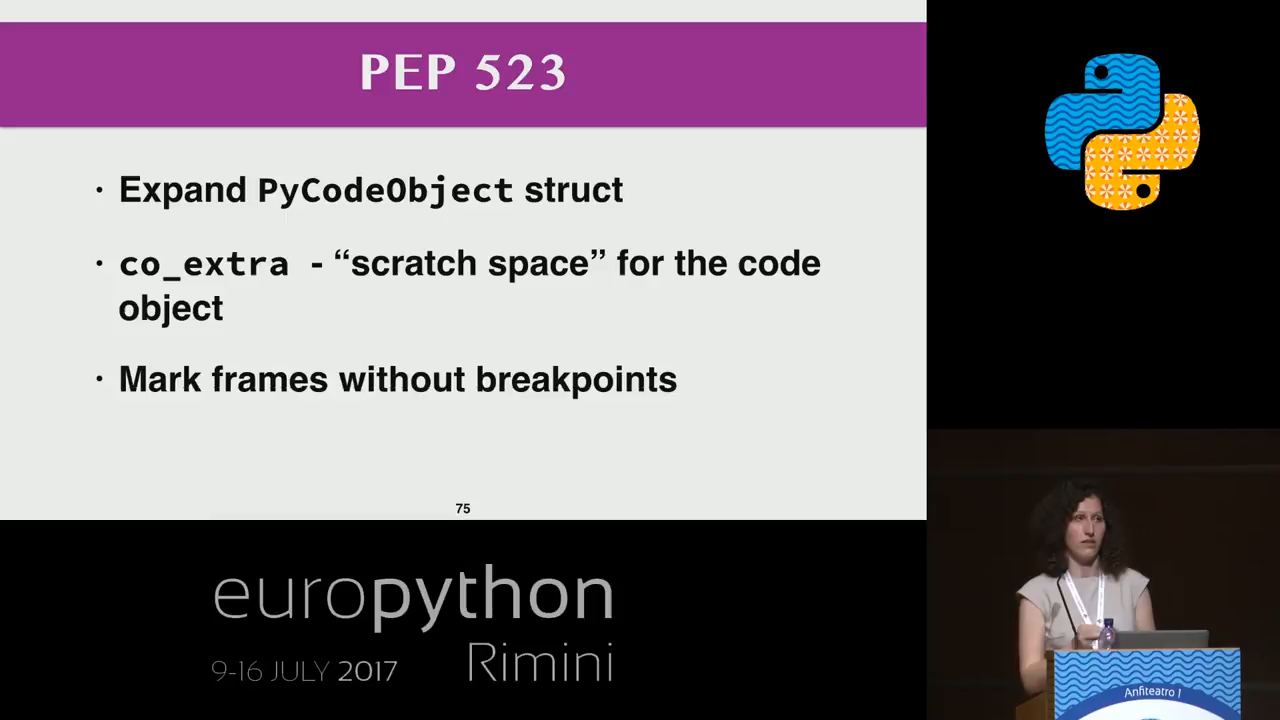 PEP 523
· Expand PyCodeObject struct
· co_extra - “scratch space” for the code
object
· Mark frames without breakpoints
75
europython
9-16 JULY 2017 Rimini
Anfiteatro 1